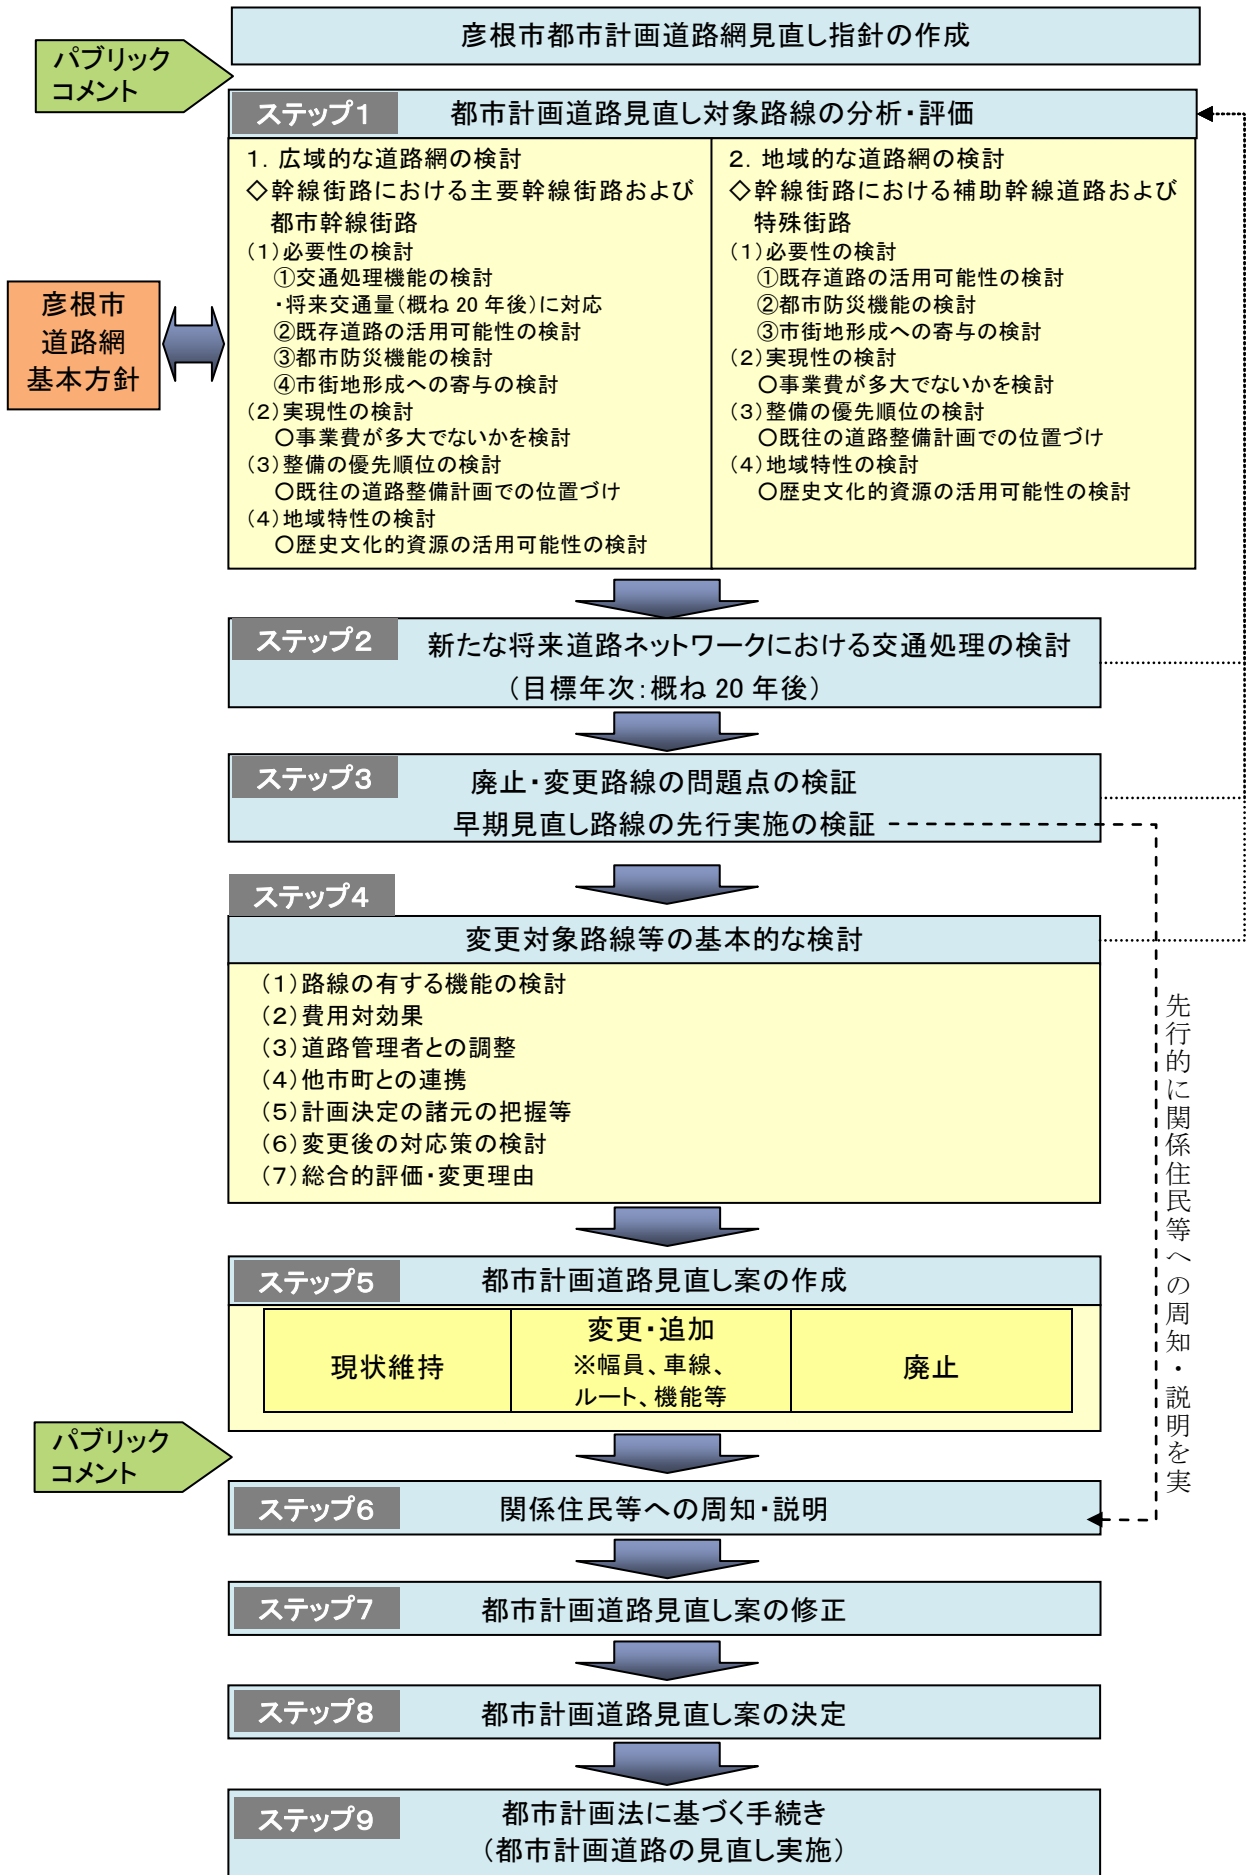 彦根市都市計画道路網見直し指針の作成
パブリック
コメント
ステップ1
都市計画道路見直し対象路線の分析・評価
1．広域的な道路網の検討
◇幹線街路における主要幹線街路および
都市幹線街路
(1)必要性の検討
①交通処理機能の検討
・将来交通量(概ね 20 年後)に対応
②既存道路の活用可能性の検討
③都市防災機能の検討
④市街地形成への寄与の検討
(2)実現性の検討
○事業費が多大でないかを検討
(3)整備の優先順位の検討
○既往の道路整備計画での位置づけ
(4)地域特性の検討
○歴史文化的資源の活用可能性の検討
2．地域的な道路網の検討
◇幹線街路における補助幹線道路および
特殊街路
(1)必要性の検討
①既存道路の活用可能性の検討
②都市防災機能の検討
③市街地形成への寄与の検討
(2)実現性の検討
○事業費が多大でないかを検討
(3)整備の優先順位の検討
○既往の道路整備計画での位置づけ
(4)地域特性の検討
○歴史文化的資源の活用可能性の検討
彦根市
道路網
基本方針
ステップ2
新たな将来道路ネットワークにおける交通処理の検討
(目標年次：概ね 20 年後)
ステップ3
廃止・変更路線の問題点の検証
早期見直し路線の先行実施の検証
ステップ4
変更対象路線等の基本的な検討
(1)路線の有する機能の検討
(2)費用対効果
(3)道路管理者との調整
(4)他市町との連携
(5)計画決定の諸元の把握等
(6)変更後の対応策の検討
(7)総合的評価・変更理由
先行的に関係住民等への周知・説明を実
ステップ5
都市計画道路見直し案の作成
現状維持
変更・追加
※幅員、車線、
ルート、機能等
廃止
パブリック
コメント
ステップ6
関係住民等への周知・説明
ステップ7
都市計画道路見直し案の修正
ステップ8
都市計画道路見直し案の決定
ステップ9
都市計画法に基づく手続き
(都市計画道路の見直し実施)